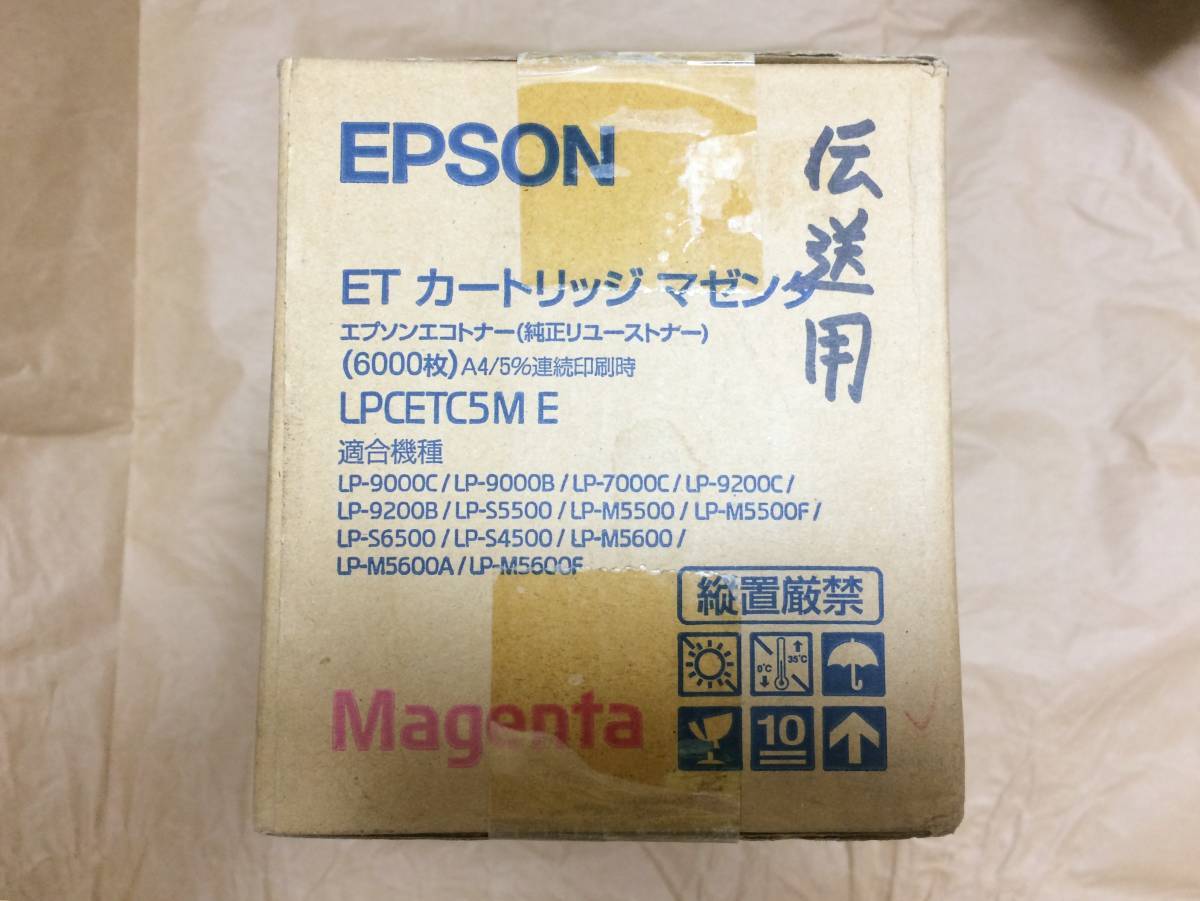 EPSON
伝送用
ET カートリッジ マゼンタ
エプソンエコトナー(純正リユーストナー)
(6000枚) A4/5%連続印刷時
LPCETC5M E
適合機種
LP-9000C / LP-9000B / LP-7000C / LP-9200C /
LP-9200B / LP-S5500 / LP-M5500 / LP-M5500F /
LP-S6500 / LP-S4500 / LP-M5600 /
LP-M5600A / LP-M5600F
縦置厳禁
0℃
35℃
Magenta
10